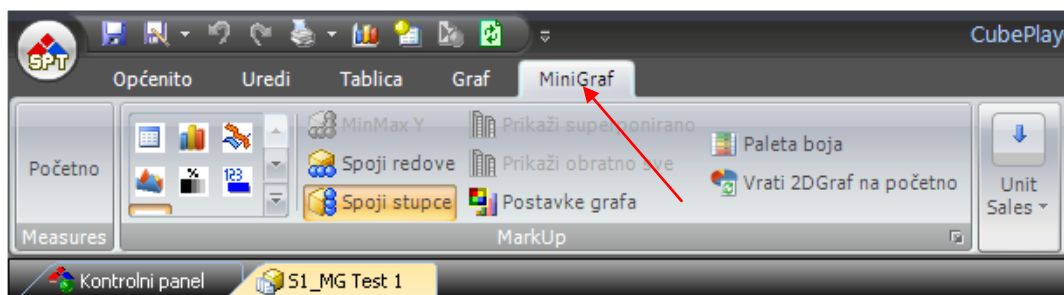 CubePlay
SPT
Općenito Uredi Tablica Graf MiniGraf
MinMax Y Prikaži superponirano
Početno Spoji redove Prikaži obratno sve Paleta boja
Spoji stupce Postavke grafa Vrati 2DGraf na početno
% 123
Unit
Sales
Measures MarkUp
Kontrolni panel S1_MG Test 1